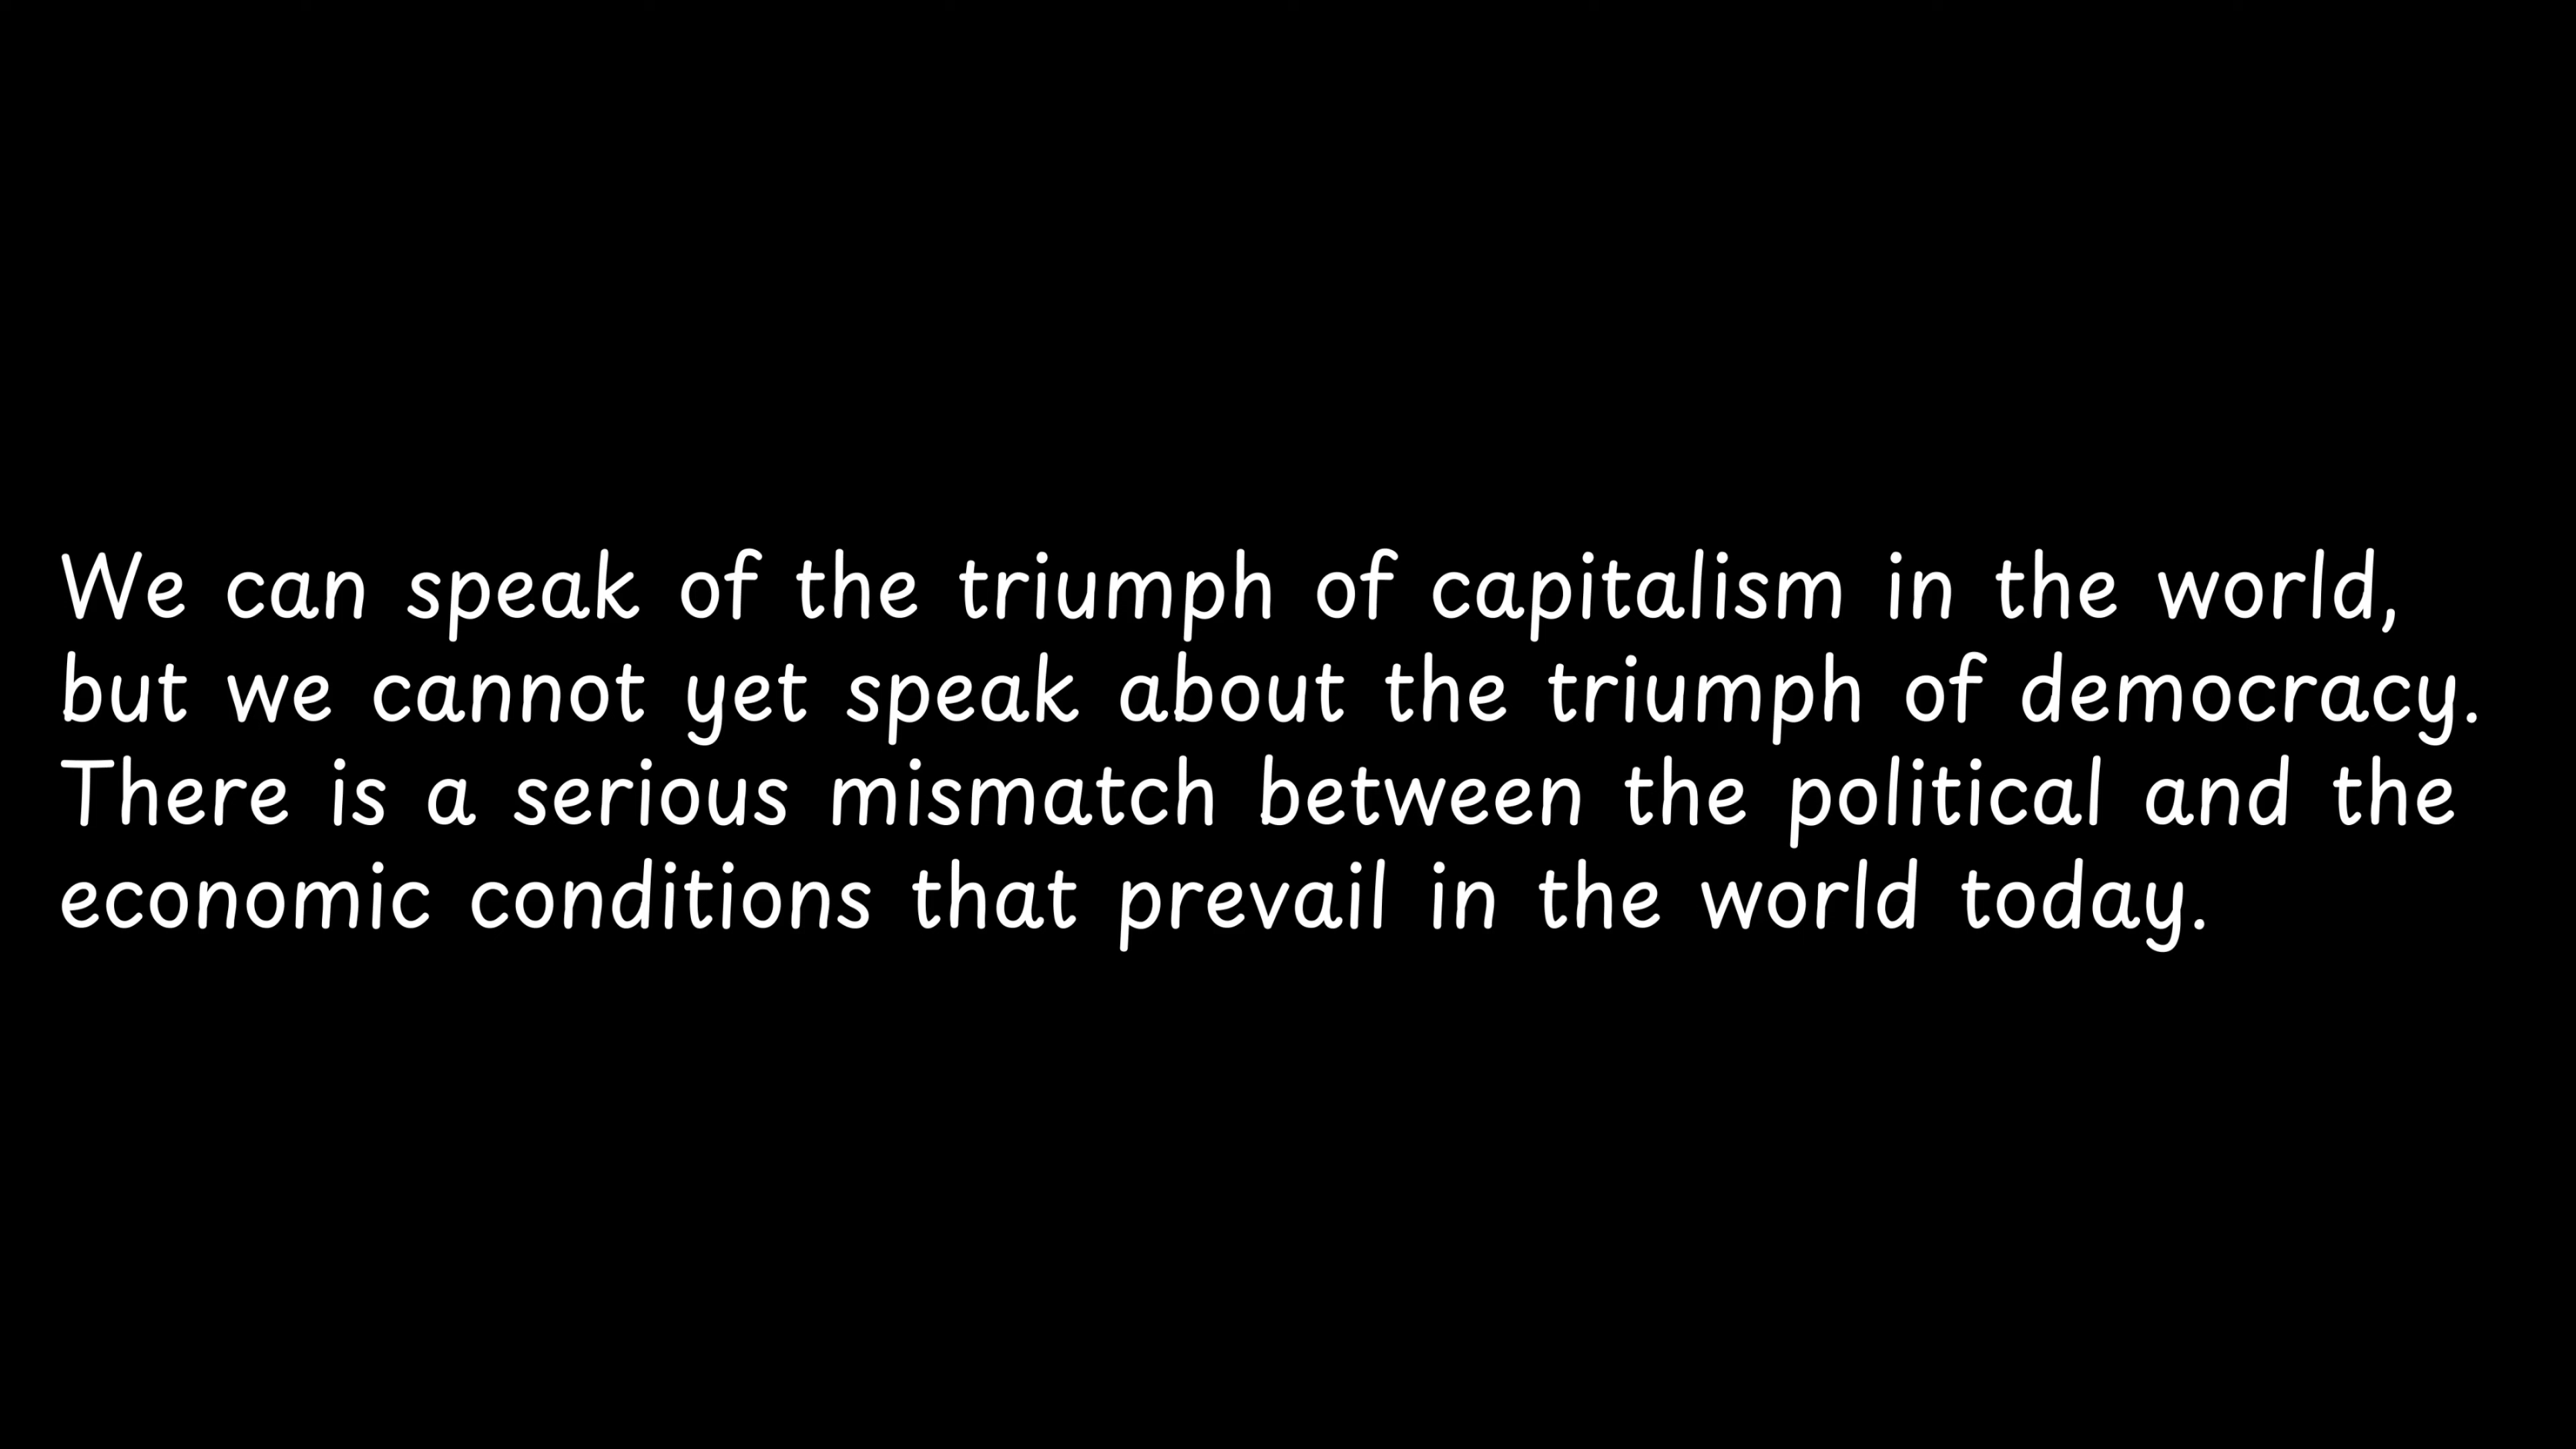 We can speak of the triumph of capitalism in the world,
but we cannot yet speak about the triumph of democracy.
There is a serious mismatch between the political and the
economic conditions that prevail in the world today.